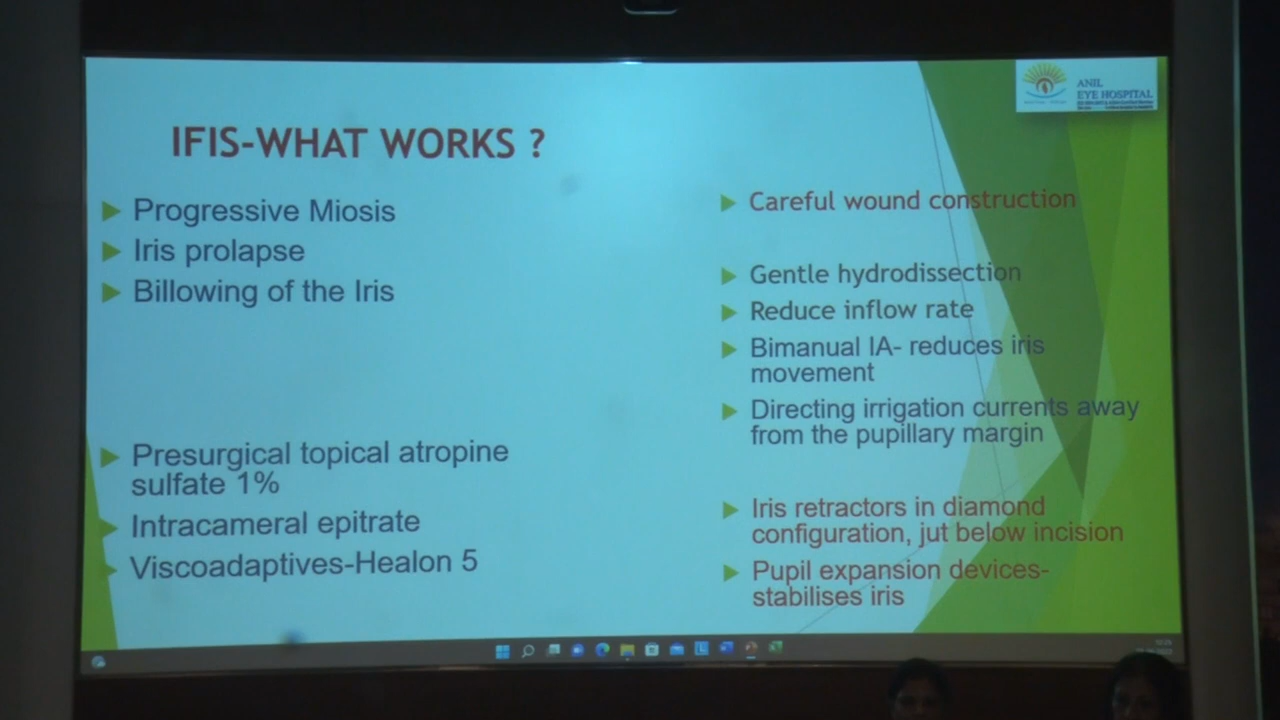 ANIL
EYE HOSPITAL
IFIS-WHAT WORKS ?
Progressive Miosis
Iris prolapse
Billowing of the Iris
Presurgical topical atropine
sulfate 1%
Intracameral epitrate
Viscoadaptives-Healon 5
Careful wound construction
Gentle hydrodissection
Reduce inflow rate
Bimanual IA- reduces iris
movement
Directing irrigation currents away
from the pupillary margin
Iris retractors in diamond
configuration, jut below incision
Pupil expansion devices-
stabilises iris